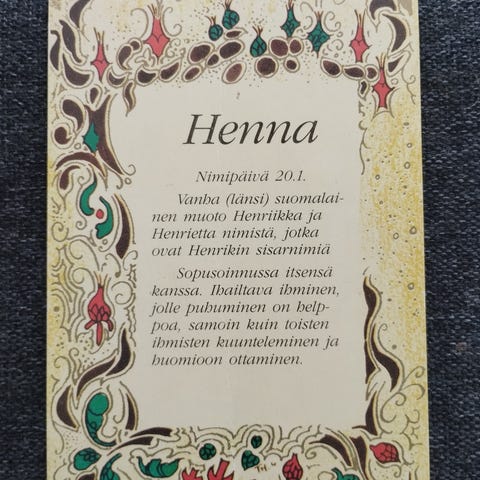 Henna
Nimipäivä 20.1.
Vanha (länsi) suomalai-
nen muoto Henriikka ja
Henrietta nimistä, jotka
ovat Henrikin sisarnimiä
Sopusoinnussa itsensä
kanssa. Ihailtava ihminen,
jolle puhuminen on help-
poa, samoin kuin toisten
ihmisten kuunteleminen ja
huomioon ottaminen.